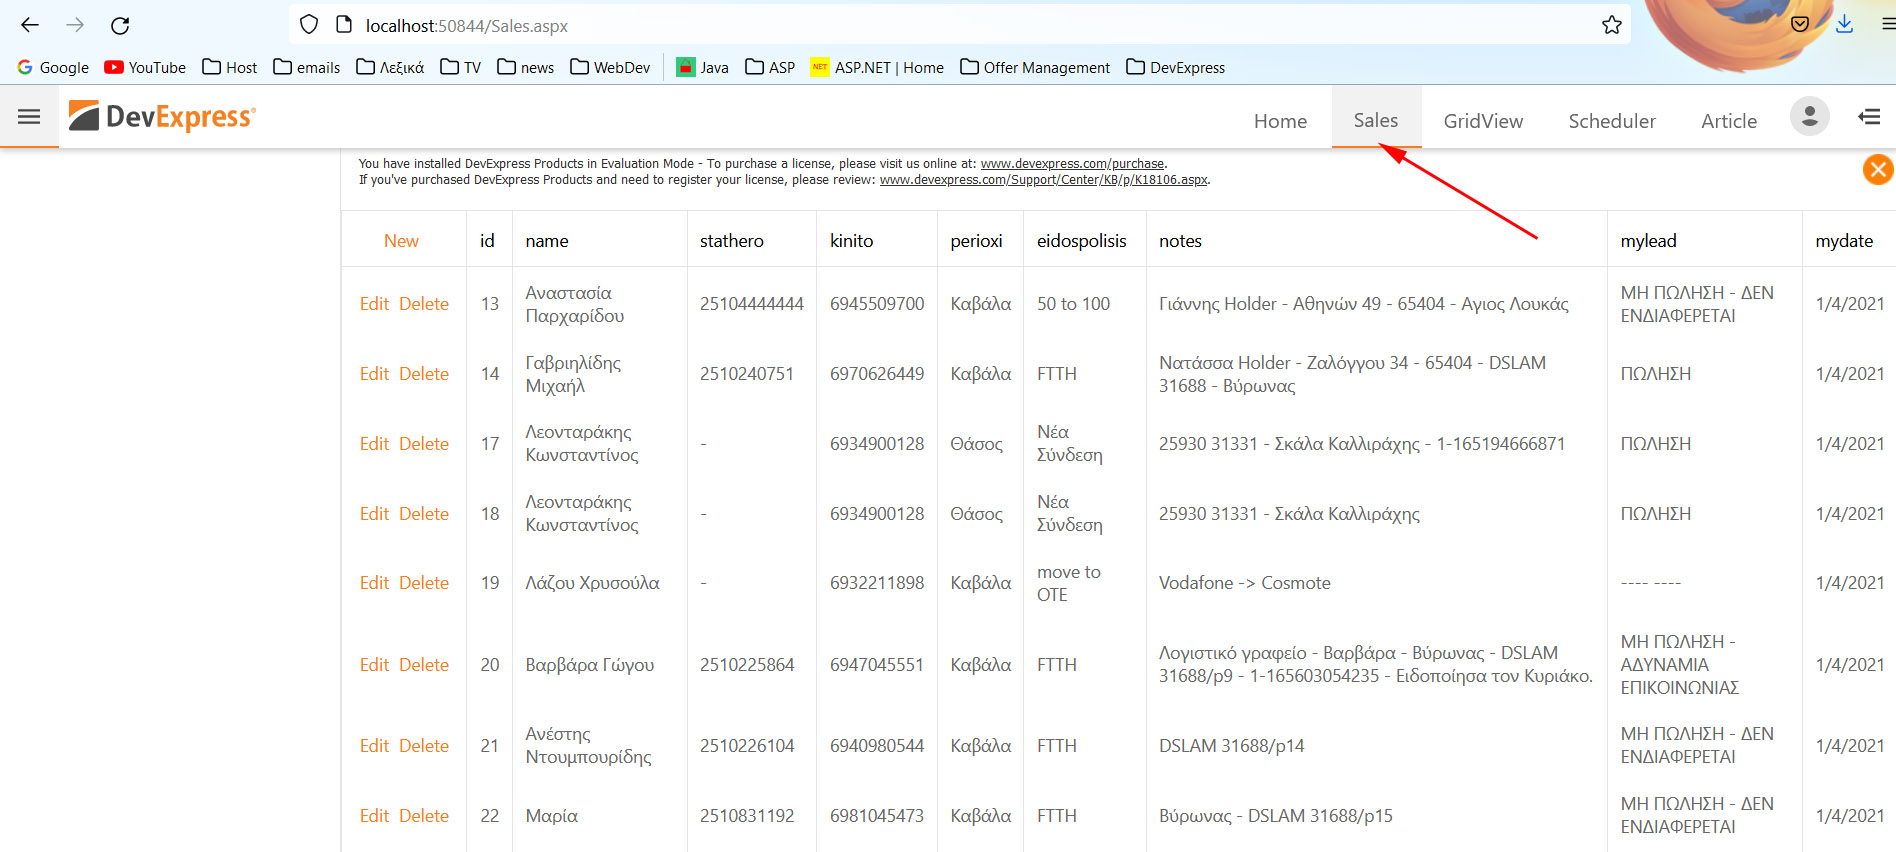 localhost:50844/Sales.aspx
Google YouTube Host emails Λεξικά TV news WebDev Java ASP NET ASP.NET | Home Offer Management DevExpress
DevExpress® Home Sales GridView Scheduler Article
You have installed DevExpress Products in Evaluation Mode - To purchase a license, please visit us online at: www.devexpress.com/purchase.
If you've purchased DevExpress Products and need to register your license, please review: www.devexpress.com/Support/Center/KB/p/K18106.aspx.
New id name stathero kinito perioxi eidospolisis notes mylead mydate
Edit Delete 13 Αναστασία Παρχαρίδου 25104444444 6945509700 Καβάλα 50 to 100 Γιάννης Holder - Αθηνών 49 - 65404 - Αγιος Λουκάς ΜΗ ΠΩΛΗΣΗ - ΔΕΝ ΕΝΔΙΑΦΕΡΕΤΑΙ 1/4/2021
Edit Delete 14 Γαβριηλίδης Μιχαήλ 2510240751 6970626449 Καβάλα FTTH Νατάσσα Holder - Ζαλόγγου 34 - 65404 - DSLAM 31688 - Βύρωνας ΠΩΛΗΣΗ 1/4/2021
Edit Delete 17 Λεονταράκης Κωνσταντίνος - 6934900128 Θάσος Νέα Σύνδεση 25930 31331 - Σκάλα Καλλιράχης - 1-165194666871 ΠΩΛΗΣΗ 1/4/2021
Edit Delete 18 Λεονταράκης Κωνσταντίνος - 6934900128 Θάσος Νέα Σύνδεση 25930 31331 - Σκάλα Καλλιράχης ΠΩΛΗΣΗ 1/4/2021
Edit Delete 19 Λάζου Χρυσούλα - 6932211898 Καβάλα move to OTE Vodafone -> Cosmote ---- ---- 1/4/2021
Edit Delete 20 Βαρβάρα Γώγου 2510225864 6947045551 Καβάλα FTTH Λογιστικό γραφείο - Βαρβάρα - Βύρωνας - DSLAM 31688/p9 - 1-165603054235 - Ειδοποίησα τον Κυριάκο. ΜΗ ΠΩΛΗΣΗ - ΑΔΥΝΑΜΙΑ ΕΠΙΚΟΙΝΩΝΙΑΣ 1/4/2021
Edit Delete 21 Ανέστης Ντουμπουρίδης 2510226104 6940980544 Καβάλα FTTH DSLAM 31688/p14 ΜΗ ΠΩΛΗΣΗ - ΔΕΝ ΕΝΔΙΑΦΕΡΕΤΑΙ 1/4/2021
Edit Delete 22 Μαρία 2510831192 6981045473 Καβάλα FTTH Βύρωνας - DSLAM 31688/p15 ΜΗ ΠΩΛΗΣΗ - ΔΕΝ ΕΝΔΙΑΦΕΡΕΤΑΙ 1/4/2021